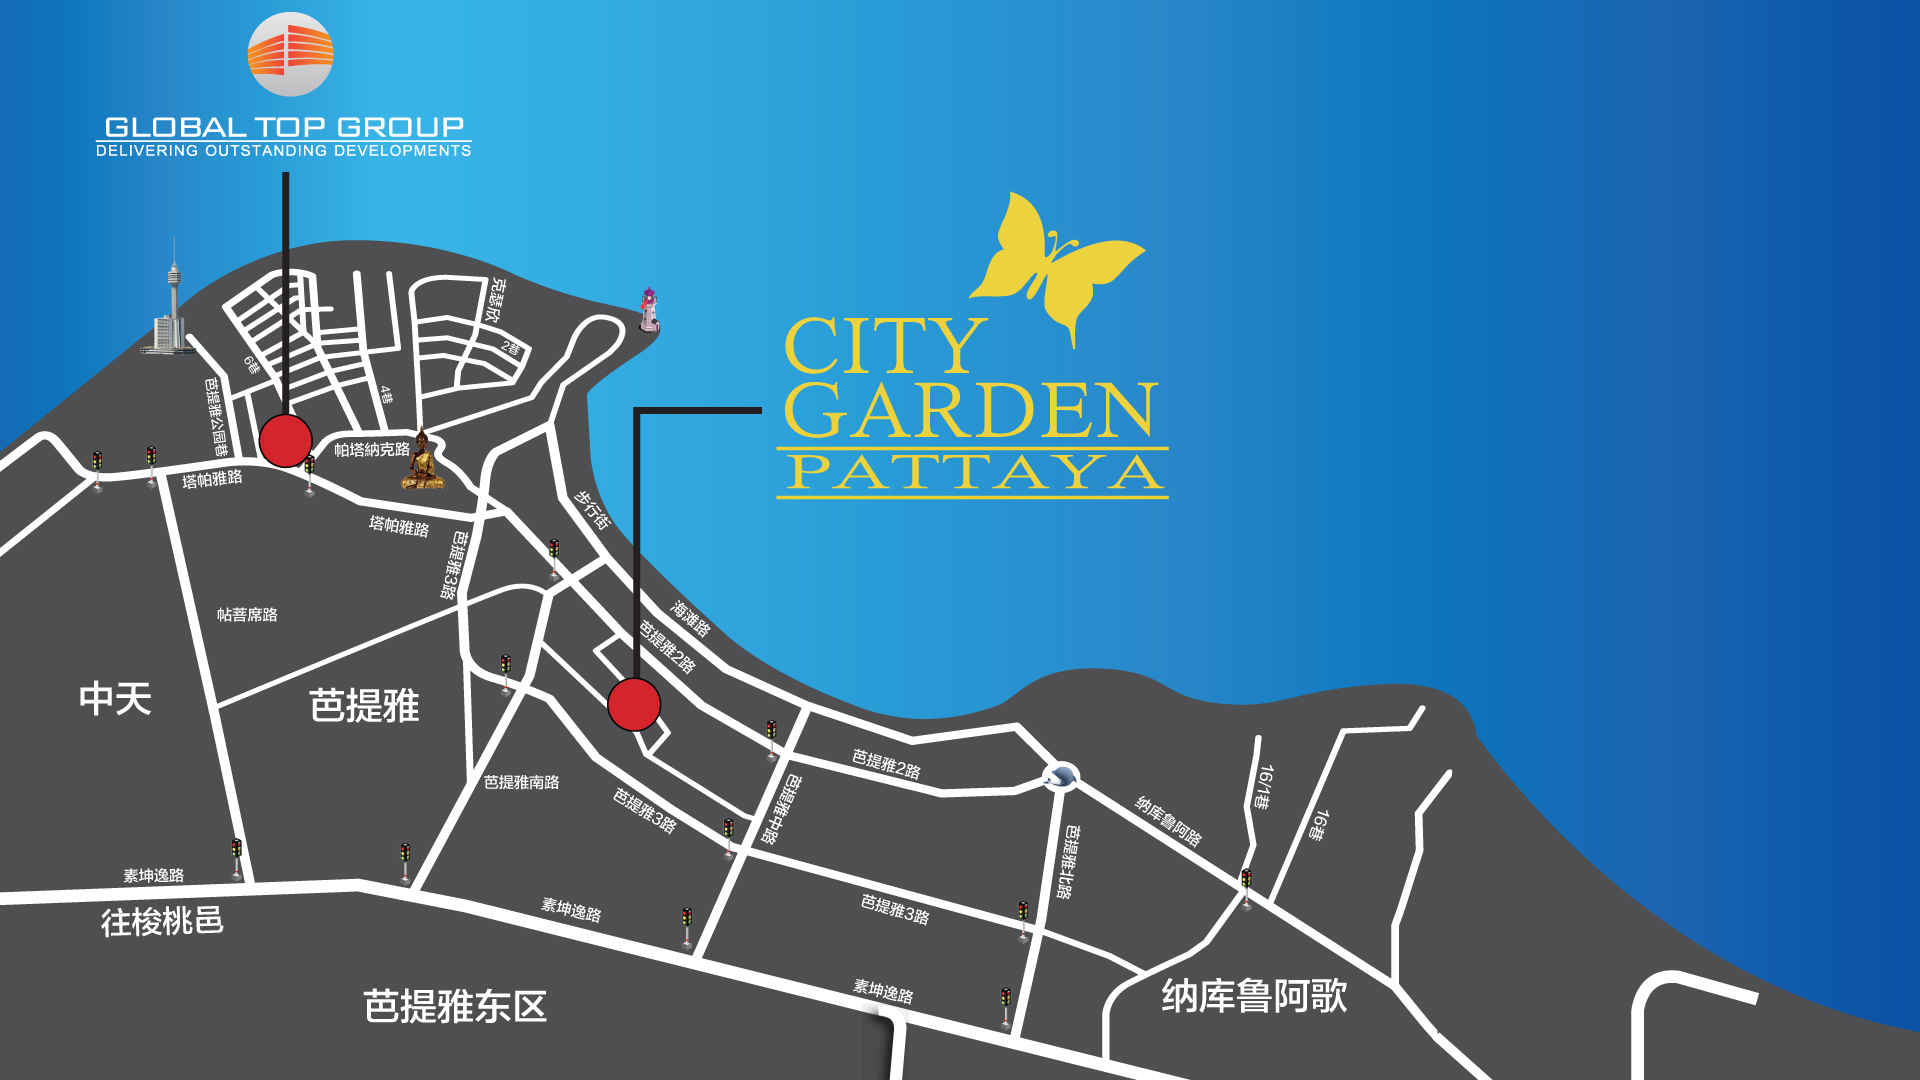 GLOBAL TOP GROUP
DELIVERING OUTSTANDING DEVELOPMENTS
CITY
GARDEN
PATTAYA
克瑟欣
2巷
6巷
4巷
芭提雅公园巷
帕塔纳克路
塔帕雅路
塔帕雅路
步行街
芭提雅3路
帖菩席路
海滩路
芭提雅2路
中天
芭提雅
芭提雅南路
芭提雅3路
芭提雅中路
芭提雅2路
纳库鲁阿路
16/1巷
16巷
芭提雅北路
素坤逸路
往梭桃邑
素坤逸路
芭提雅3路
素坤逸路
芭提雅东区
纳库鲁阿歌